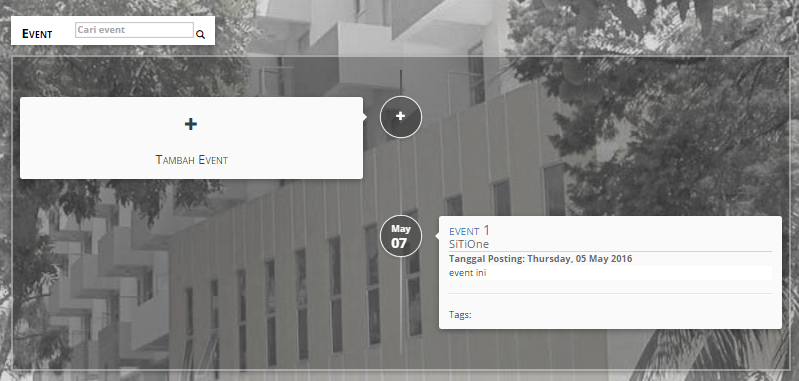 Event
Cari event
+
Tambah Event
+
May
07
event 1
SiTiOne
Tanggal Posting: Thursday, 05 May 2016
event ini
Tags: